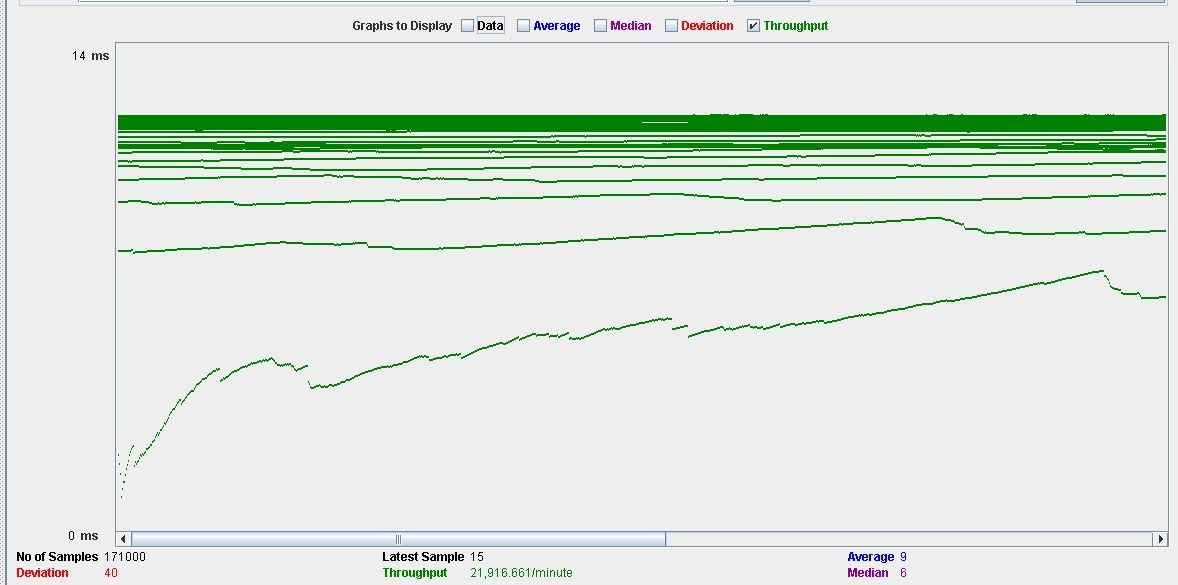 Graphs to Display Data Average Median Deviation Throughput
14 ms
0 ms
No of Samples 171000 Latest Sample 15 Average 9
Deviation 40 Throughput 21,916.661/minute Median 6